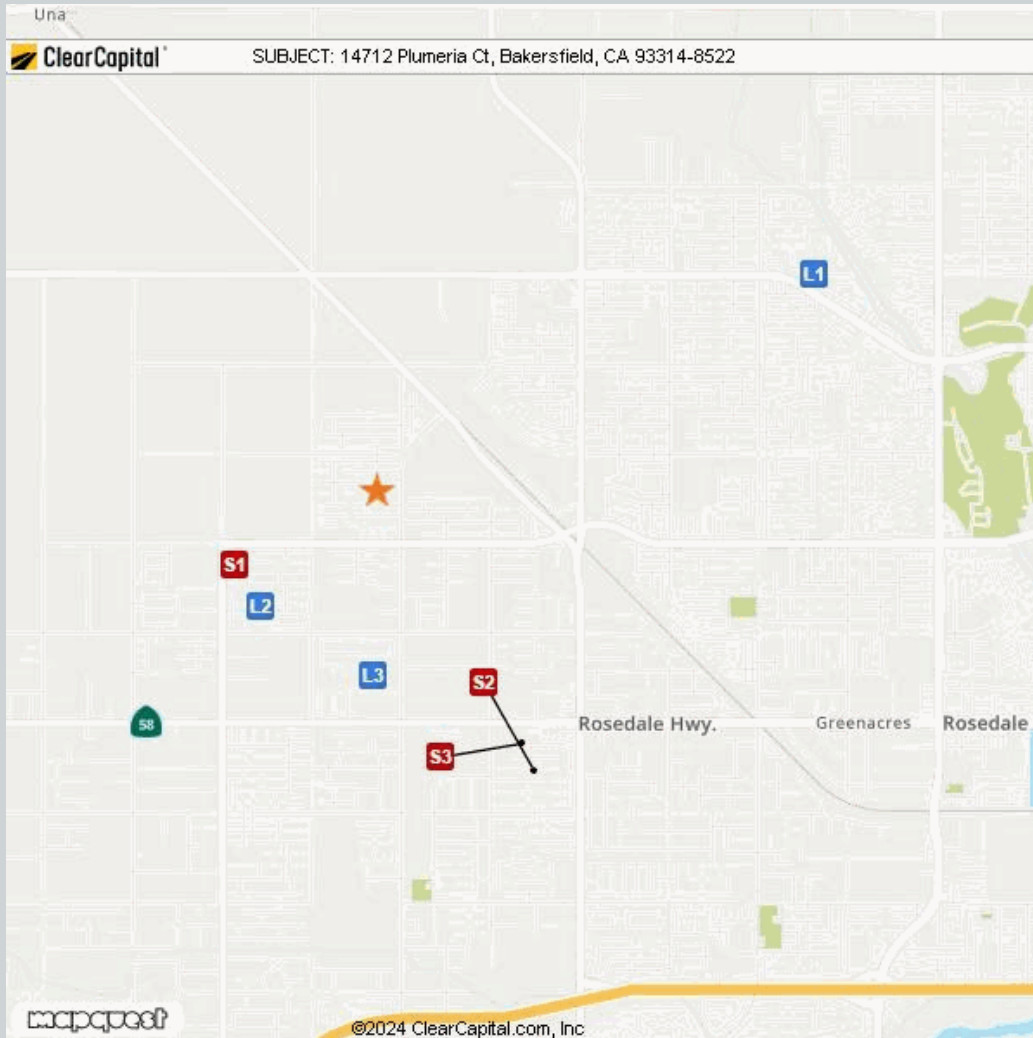 Una
ClearCapital®
SUBJECT: 14712 Plumeria Ct, Bakersfield, CA 93314-8522
L1
S1
L2
L3
S2
58
Rosedale Hwy.
Greenacres
Rosedale
S3
mapquest
©2024 ClearCapital.com, Inc